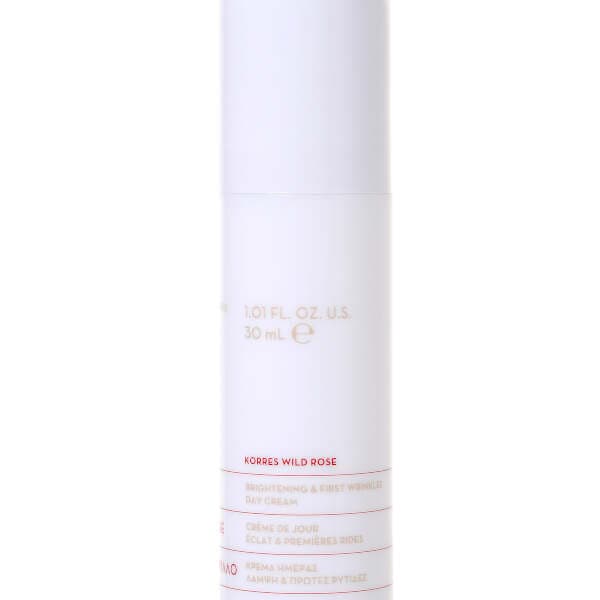 1.01 FL. OZ. U.S.
30 mL ℮
KORRES WILD ROSE
BRIGHTENING & FIRST WRINKLES
DAY CREAM
CRÈME DE JOUR
ÉCLAT & PREMIÈRES RIDES
ΚΡΕΜΑ ΗΜΕΡΑΣ
ΛΑΜΨΗ & ΠΡΩΤΕΣ ΡΥΤΙΔΕΣ